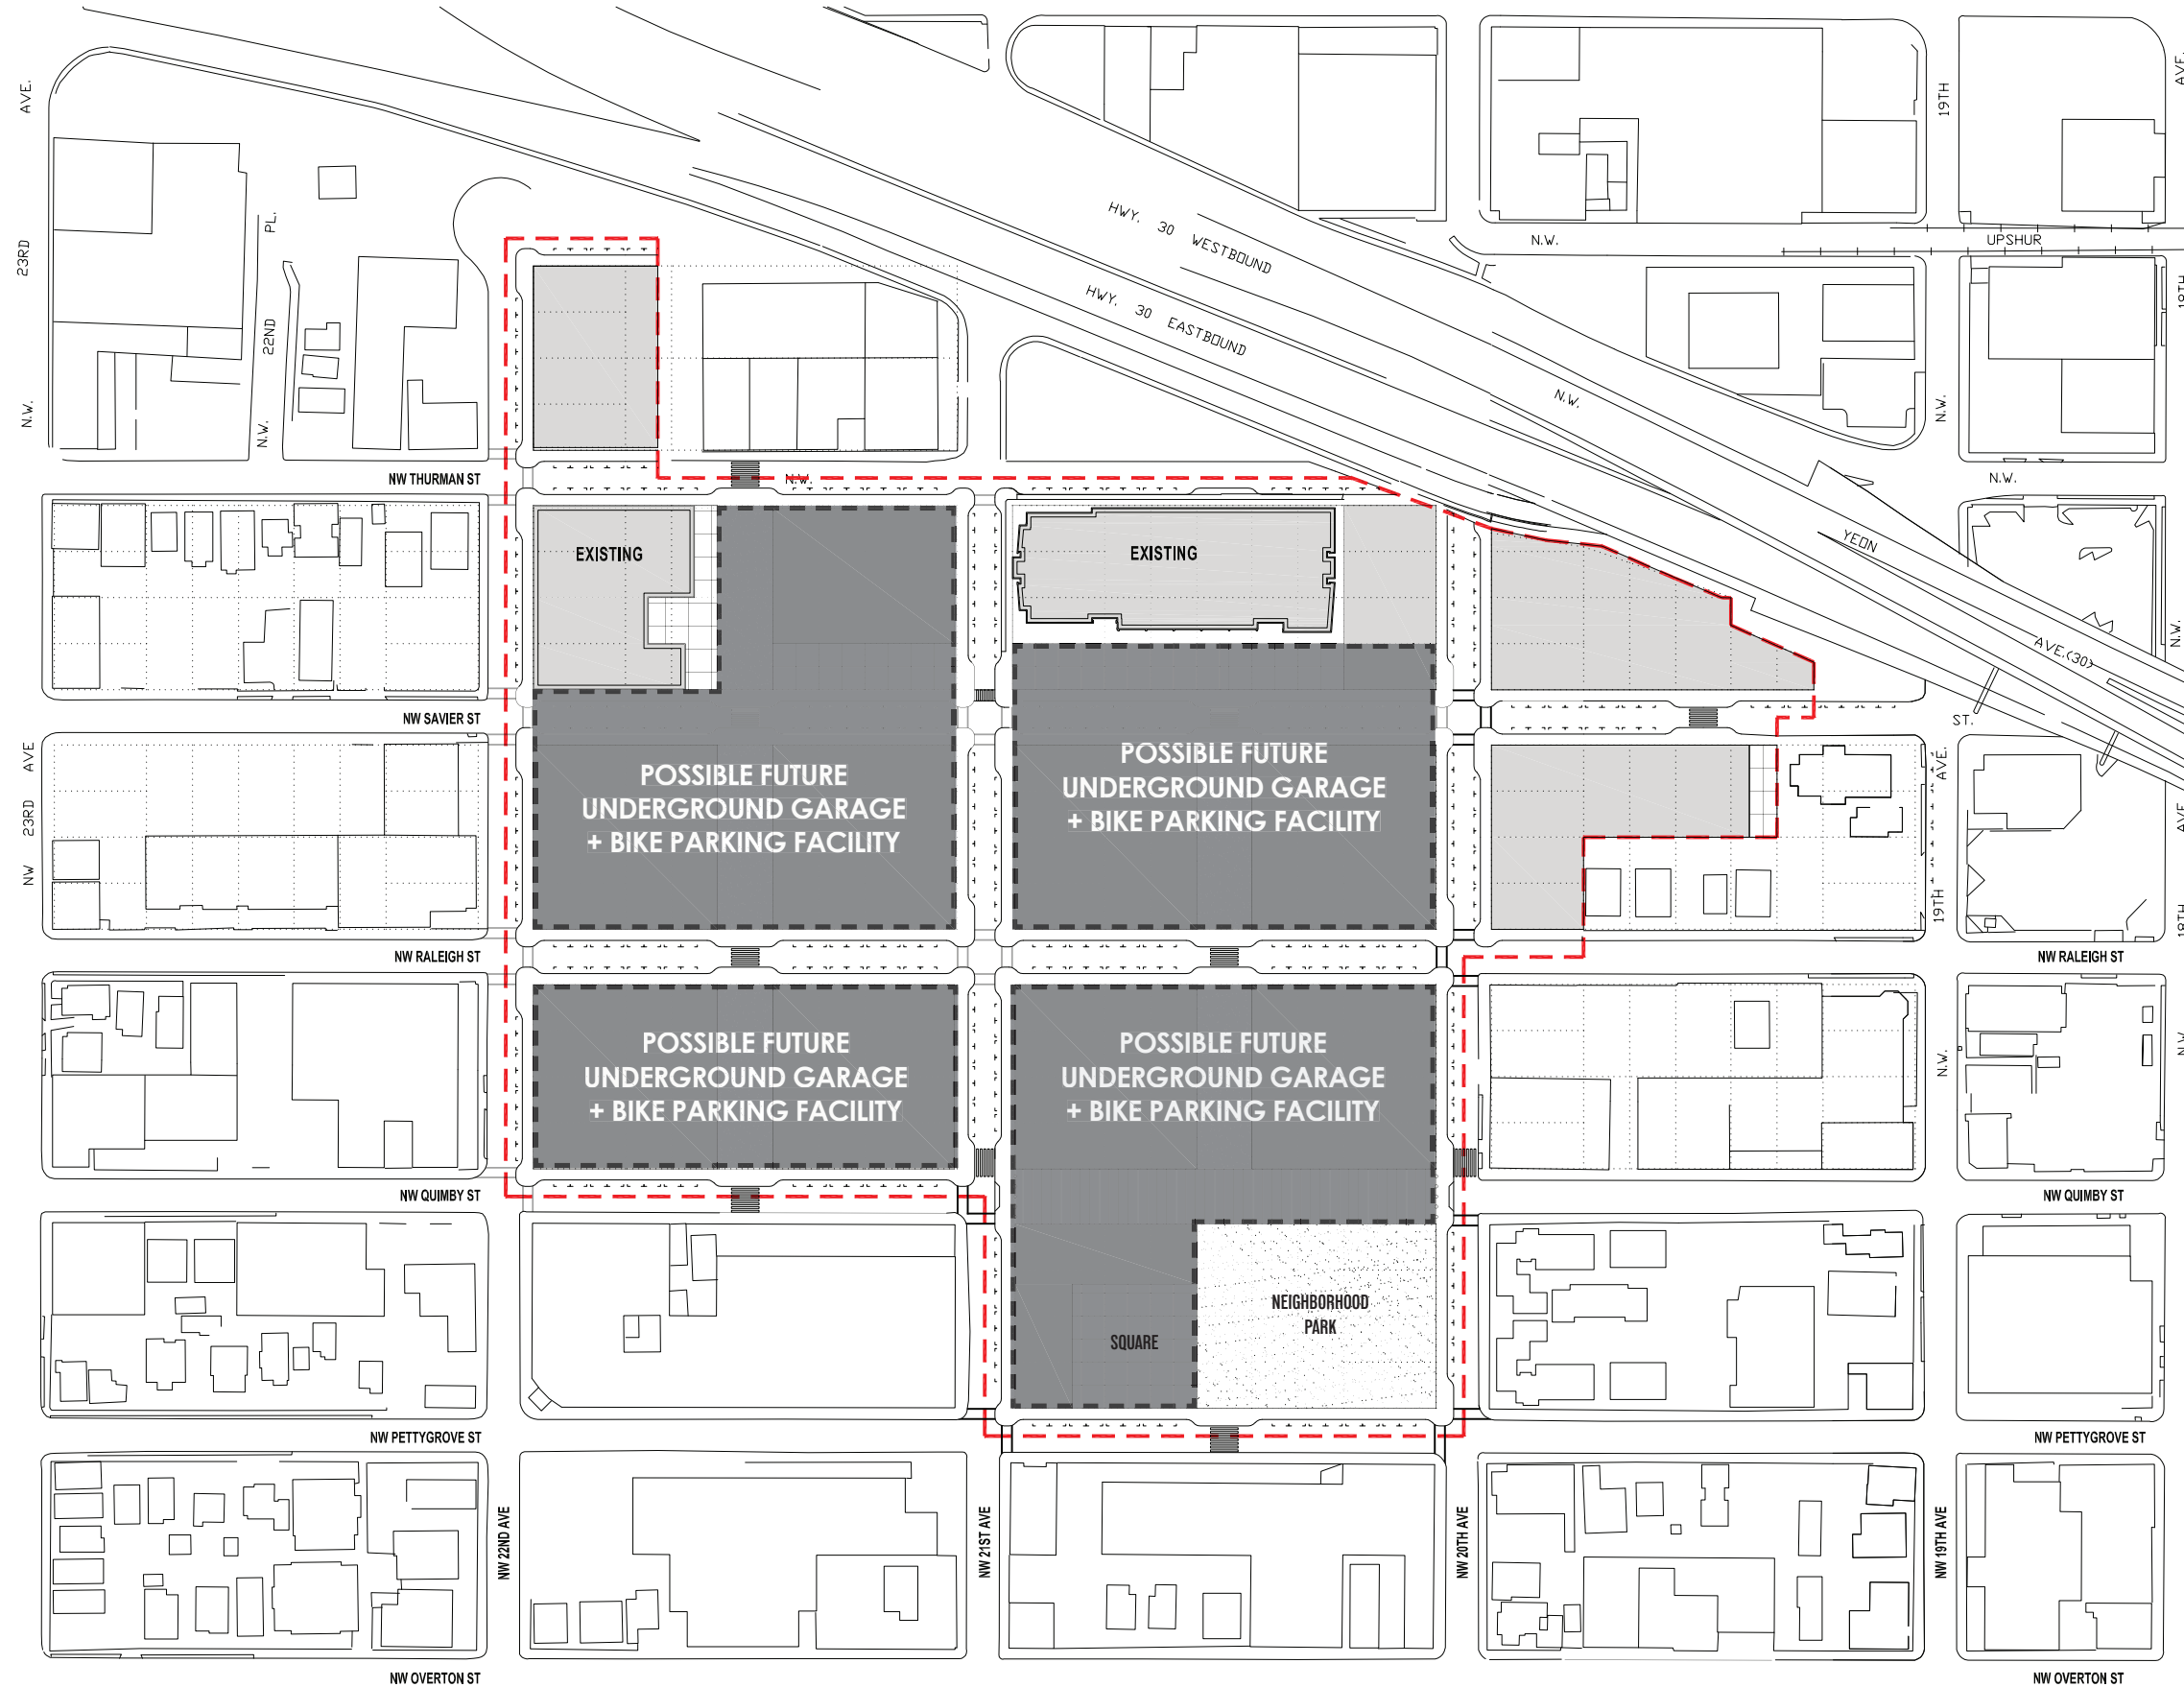 AVE.
23RD
N.W.
PL.
22ND
N.W.
HWY. 30 WESTBOUND
HWY. 30 EASTBOUND
19TH
AVE.
N.W.
UPSHUR
18TH
N.W.
N.W.
N.W.
NW THURMAN ST
N.W.
EXISTING
EXISTING
YEON
AVE.(30)
N.W.
NW SAVIER ST
ST.
AVE
23RD
NW
POSSIBLE FUTURE
UNDERGROUND GARAGE
+ BIKE PARKING FACILITY
POSSIBLE FUTURE
UNDERGROUND GARAGE
+ BIKE PARKING FACILITY
AVE.
19TH
AVE
18TH
NW RALEIGH ST
NW RALEIGH ST
POSSIBLE FUTURE
UNDERGROUND GARAGE
+ BIKE PARKING FACILITY
POSSIBLE FUTURE
UNDERGROUND GARAGE
+ BIKE PARKING FACILITY
N.W.
N.W.
NW QUIMBY ST
NW QUIMBY ST
NEIGHBORHOOD
PARK
SQUARE
NW PETTYGROVE ST
NW PETTYGROVE ST
NW 22ND AVE
NW 21ST AVE
NW 20TH AVE
NW 19TH AVE
NW OVERTON ST
NW OVERTON ST